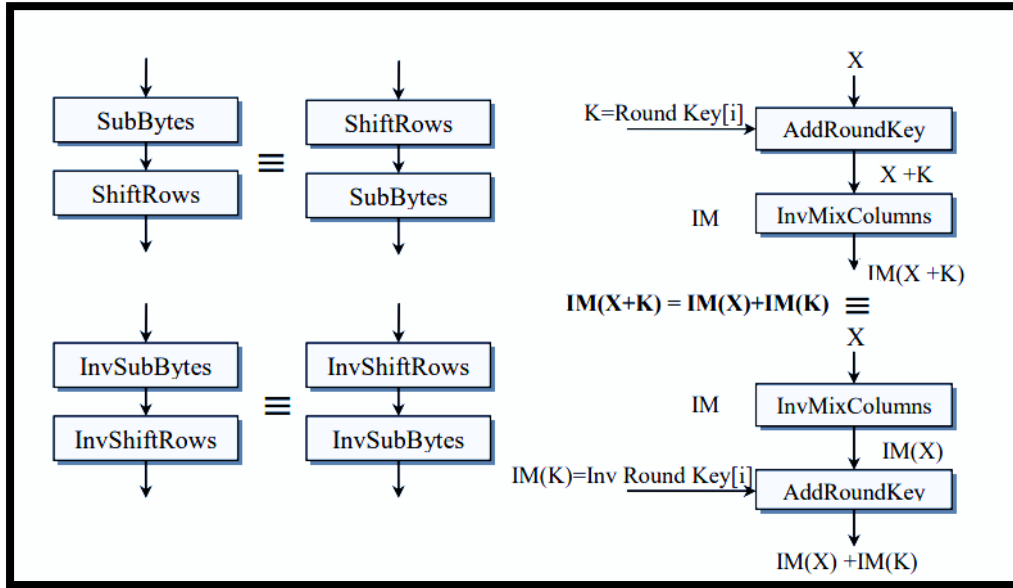 SubBytes
ShiftRows
≡
ShiftRows
SubBytes
InvSubBytes
InvShiftRows
≡
InvShiftRows
InvSubBytes
X
K=Round Key[i]
AddRoundKey
X +K
IM
InvMixColumns
IM(X +K)
IM(X+K) = IM(X)+IM(K) ≡
X
IM
InvMixColumns
IM(X)
IM(K)=Inv Round Key[i]
AddRoundKey
IM(X) +IM(K)